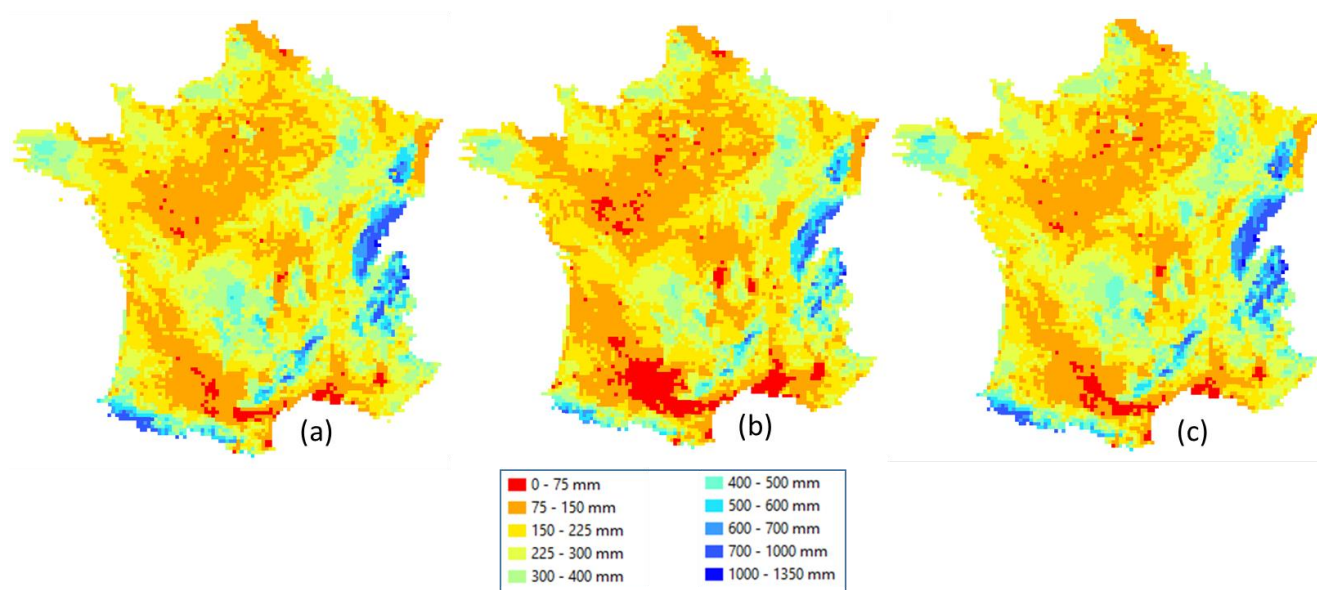 (a) (b) (c)
0 - 75 mm
75 - 150 mm
150 - 225 mm
225 - 300 mm
300 - 400 mm
400 - 500 mm
500 - 600 mm
600 - 700 mm
700 - 1000 mm
1000 - 1350 mm